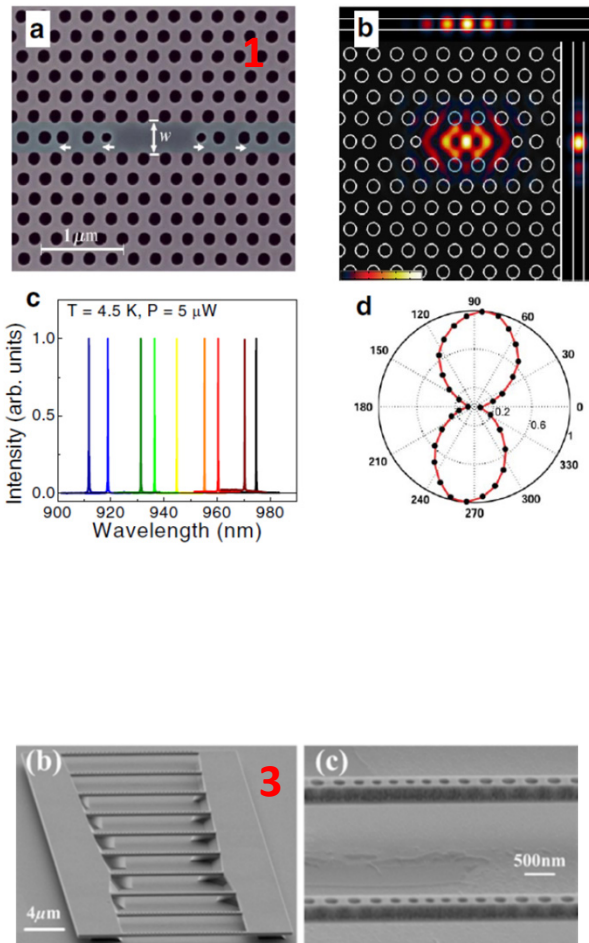 a
1
w
1 μm
b
c
T = 4.5 K, P = 5 μW
Intensity (arb. units)
1.0
0.5
0.0
900 920 940 960 980
Wavelength (nm)
d
90
120 60
150 30
180 0
0.2 0.6 1
210 330
240 300
270
(b)
3
4μm
(c)
500nm